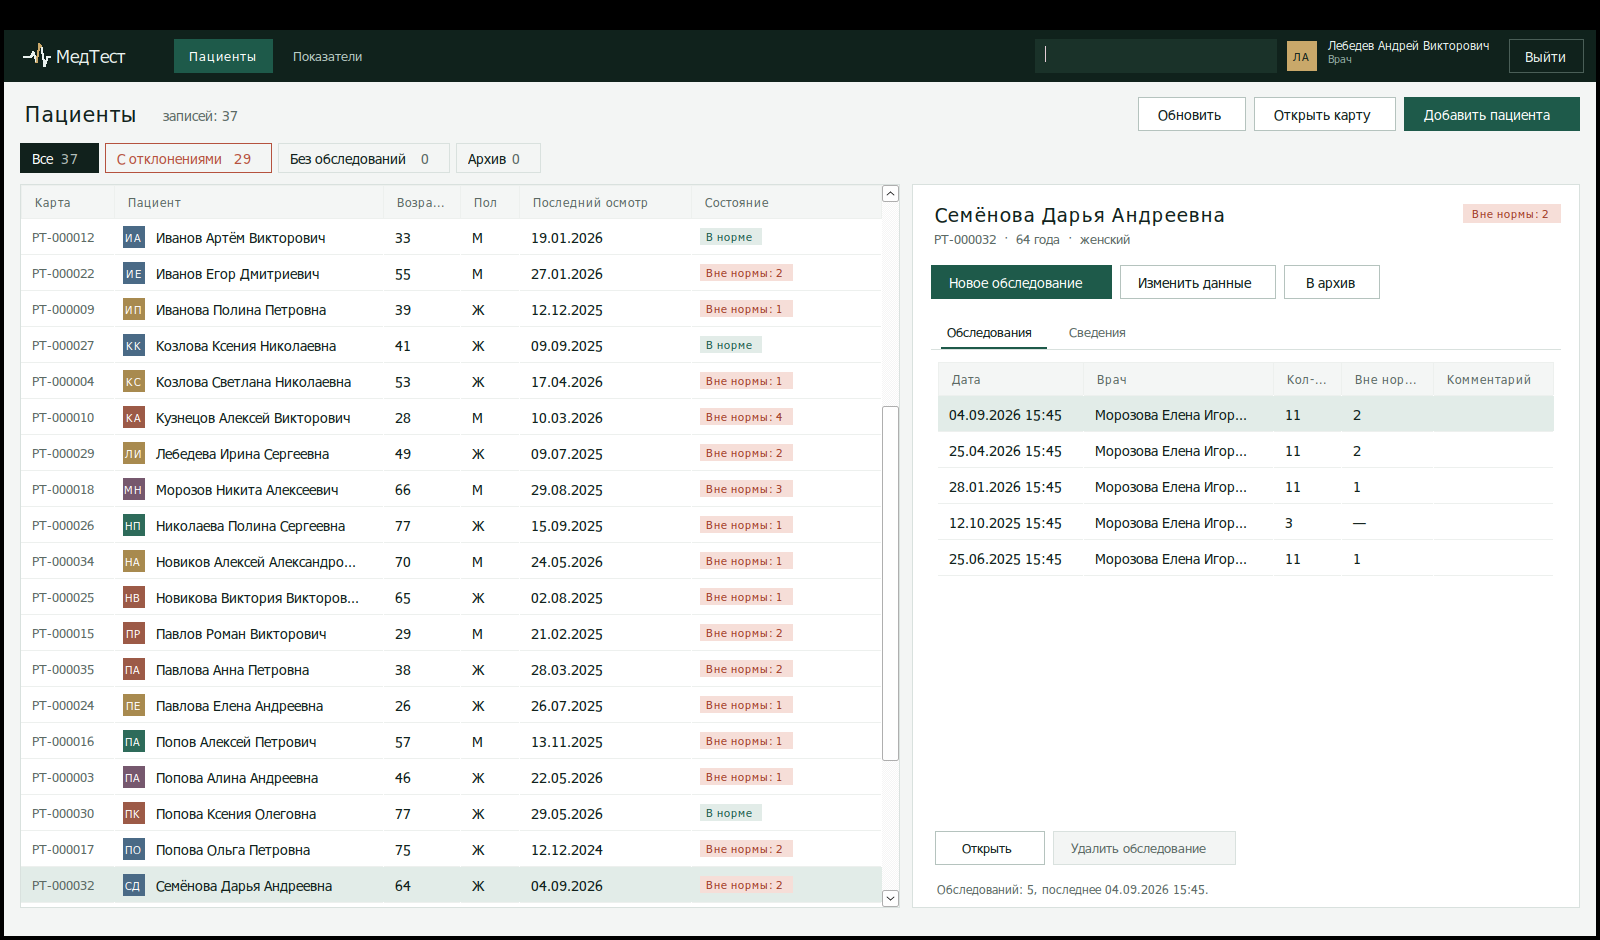 МедТест Пациенты Показатели ЛА Лебедев Андрей Викторович Выйти
Врач
Пациенты записей: 37 Обновить Открыть карту Добавить пациента
Все 37 С отклонениями 29 Без обследований 0 Архив 0
Карта Пациент Возра... Пол Последний осмотр Состояние
PT-000012 ИА Иванов Артём Викторович 33 М 19.01.2026 В норме
PT-000022 ИЕ Иванов Егор Дмитриевич 55 М 27.01.2026 Вне нормы: 2
PT-000009 ИП Иванова Полина Петровна 39 Ж 12.12.2025 Вне нормы: 1
PT-000027 КК Козлова Ксения Николаевна 41 Ж 09.09.2025 В норме
PT-000004 КС Козлова Светлана Николаевна 53 Ж 17.04.2026 Вне нормы: 1
PT-000010 КА Кузнецов Алексей Викторович 28 М 10.03.2026 Вне нормы: 4
PT-000029 ЛИ Лебедева Ирина Сергеевна 49 Ж 09.07.2025 Вне нормы: 2
PT-000018 МН Морозов Никита Алексеевич 66 М 29.08.2025 Вне нормы: 3
PT-000026 НП Николаева Полина Сергеевна 77 Ж 15.09.2025 Вне нормы: 1
PT-000034 НА Новиков Алексей Александро... 70 М 24.05.2026 Вне нормы: 1
PT-000025 НВ Новикова Виктория Викторов... 65 Ж 02.08.2025 Вне нормы: 1
PT-000015 ПР Павлов Роман Викторович 29 М 21.02.2025 Вне нормы: 2
PT-000035 ПА Павлова Анна Петровна 38 Ж 28.03.2025 Вне нормы: 2
PT-000024 ПЕ Павлова Елена Андреевна 26 Ж 26.07.2025 Вне нормы: 1
PT-000016 ПА Попов Алексей Петрович 57 М 13.11.2025 Вне нормы: 1
PT-000003 ПА Попова Алина Андреевна 46 Ж 22.05.2026 Вне нормы: 1
PT-000030 ПК Попова Ксения Олеговна 77 Ж 29.05.2026 В норме
PT-000017 ПО Попова Ольга Петровна 75 Ж 12.12.2024 Вне нормы: 2
PT-000032 СД Семёнова Дарья Андреевна 64 Ж 04.09.2026 Вне нормы: 2
Семёнова Дарья Андреевна Вне нормы: 2
PT-000032 · 64 года · женский
Новое обследование Изменить данные В архив
Обследования Сведения
Дата Врач Кол-... Вне нор... Комментарий
04.09.2026 15:45 Морозова Елена Игор... 11 2
25.04.2026 15:45 Морозова Елена Игор... 11 2
28.01.2026 15:45 Морозова Елена Игор... 11 1
12.10.2025 15:45 Морозова Елена Игор... 3 —
25.06.2025 15:45 Морозова Елена Игор... 11 1
Открыть Удалить обследование
Обследований: 5, последнее 04.09.2026 15:45.